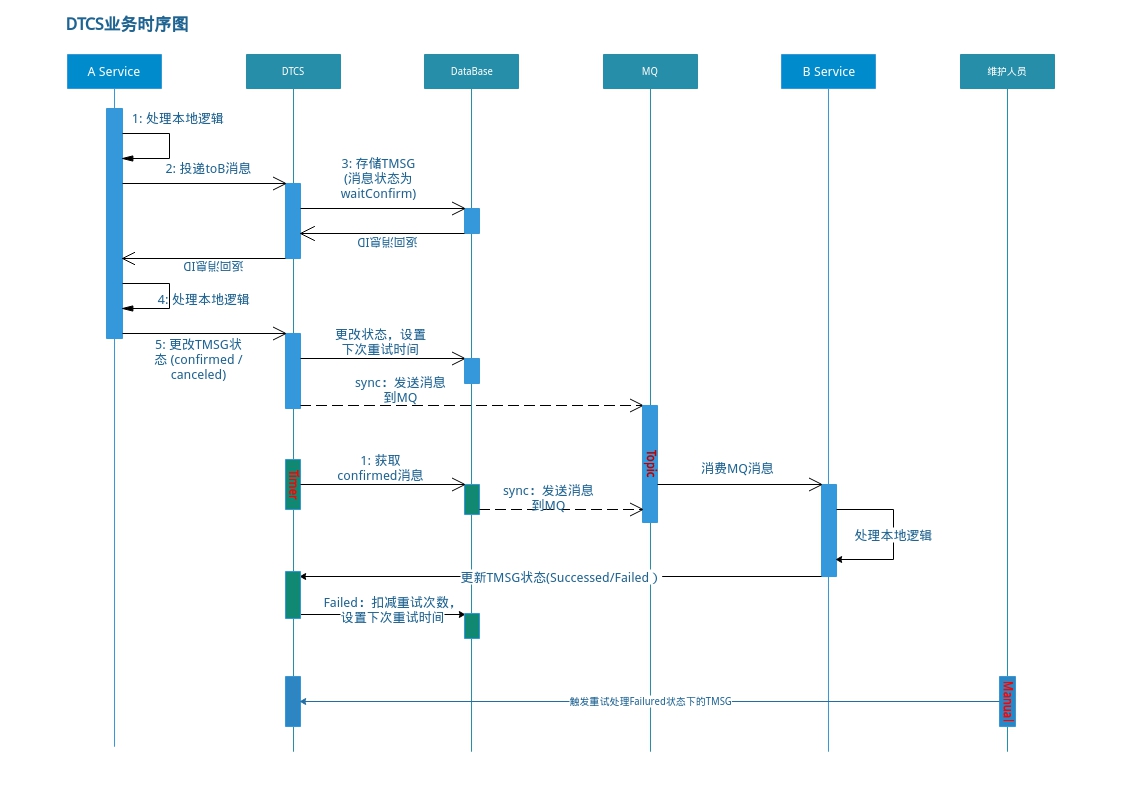 DTCS业务时序图
A Service
DTCS
DataBase
MQ
B Service
维护人员
1: 处理本地逻辑
2: 投递toB消息
3: 存储TMSG
(消息状态为
waitConfirm)
返回消息ID
返回消息ID
4: 处理本地逻辑
5: 更改TMSG状
态 (confirmed /
canceled)
更改状态，设置
下次重试时间
sync：发送消息
到MQ
Timer
1: 获取
confirmed消息
sync：发送消息
到MQ
Topic
消费MQ消息
处理本地逻辑
更新TMSG状态(Successed/Failed ）
Failed：扣减重试次数，
设置下次重试时间
触发重试处理Failured状态下的TMSG
Manual